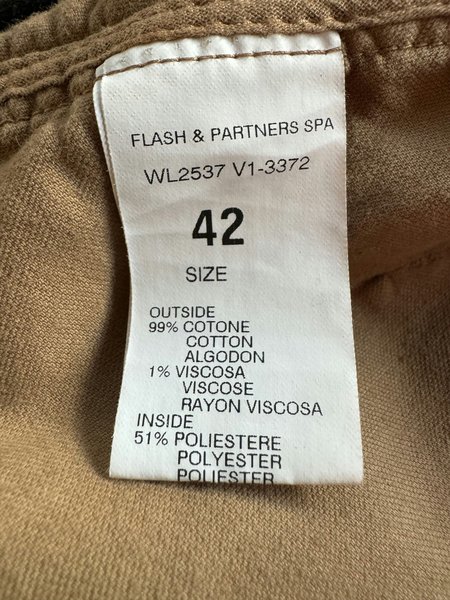 FLASH & PARTNERS SPA
WL2537 V1-3372
42
SIZE
OUTSIDE
99% COTONE
COTTON
ALGODON
1% VISCOSA
VISCOSE
RAYON VISCOSA
INSIDE
51% POLIESTERE
POLYESTER
POLIESTER